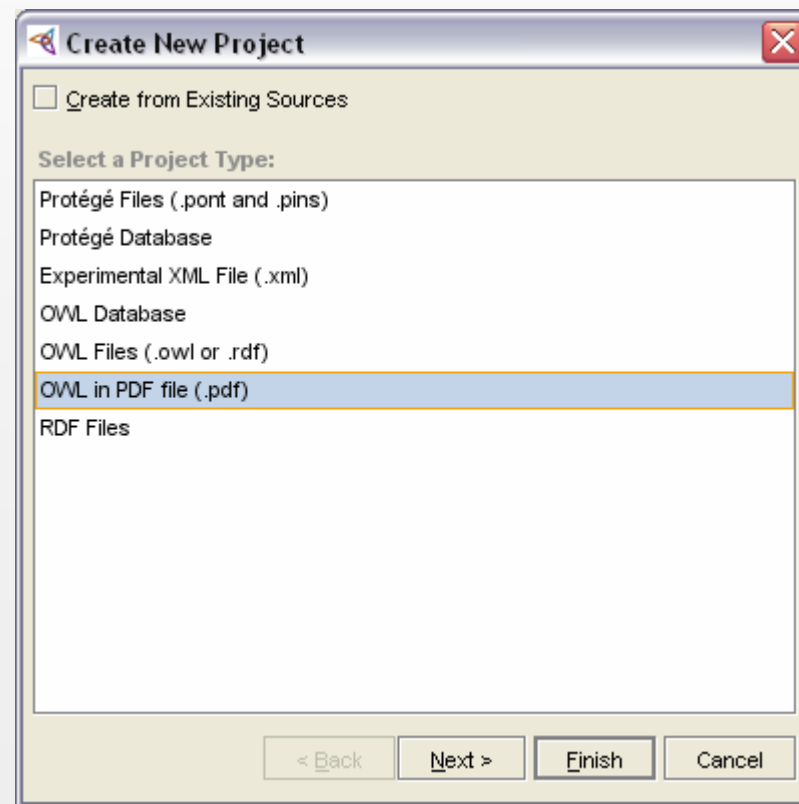 Create New Project
Create from Existing Sources
Select a Project Type:
Protégé Files (.pont and .pins)
Protégé Database
Experimental XML File (.xml)
OWL Database
OWL Files (.owl or .rdf)
OWL in PDF file (.pdf)
RDF Files
< Back Next > Finish Cancel